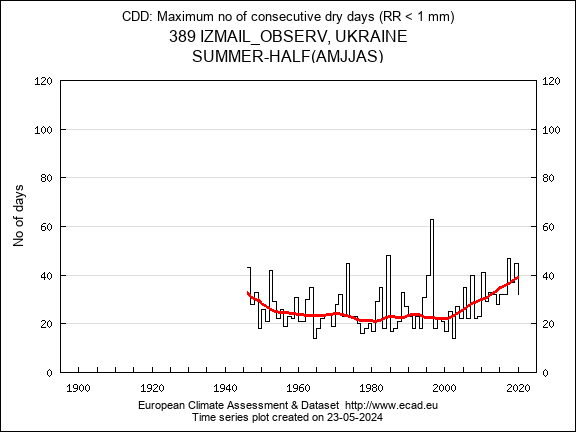 CDD: Maximum no of consecutive dry days (RR < 1 mm)
389 IZMAIL_OBSERV, UKRAINE
SUMMER-HALF(AMJJAS)
120 120
100 100
80 80
60 60
40 40
20 20
0 0
No of days
1900 1920 1940 1960 1980 2000 2020
European Climate Assessment & Dataset http://www.ecad.eu
Time series plot created on 23-05-2024